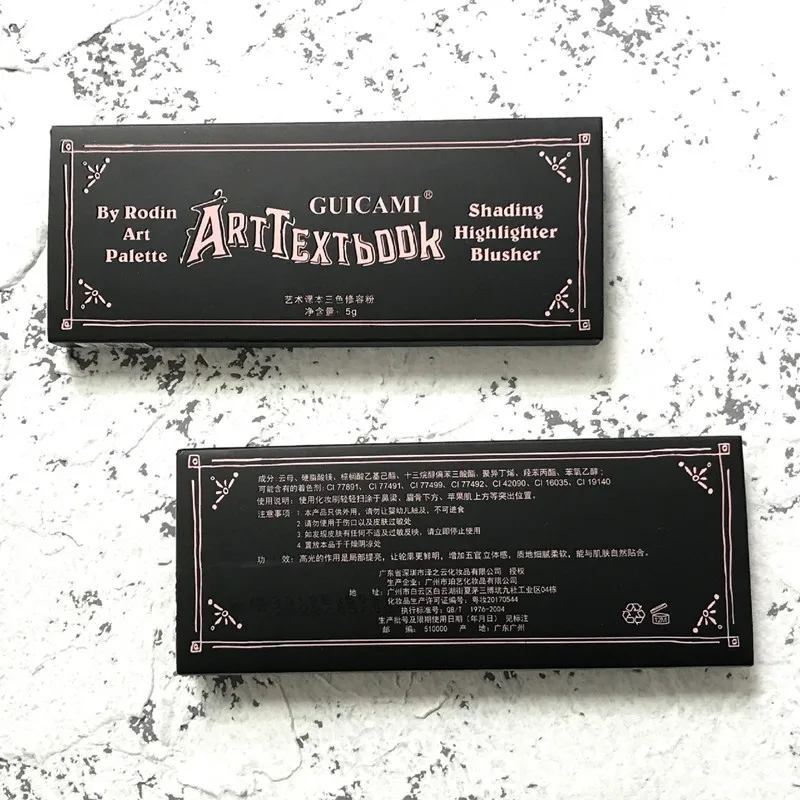 By Rodin
Art
Palette
GUICAMI®
ARTTEXTbOOK
Shading
Highlighter
Blusher
艺术课本三色修容粉
净含量：5g
成分：云母、硬脂酸镁、棕榈酸乙基己酯、十三烷醇偏苯三酸酯、聚异丁烯、羟苯丙酯、苯氧乙醇；
可能含有的着色剂：CI 77891、CI 77491、CI 77499、CI 77492、CI 42090、CI 16035、CI 19140
使用说明：使用化妆刷轻轻扫涂于鼻梁、眉骨下方、苹果肌上方等突出位置。
注意事项：1. 本产品只供外用，请勿让婴幼儿触及，不可进食
2. 请勿使用于伤口以及皮肤过敏处
3. 如发现皮肤有任何不适及过敏反映，请立即停止使用
4. 置放本品于干燥阴凉处
功 效：高光的作用是局部提亮，让轮廓更鲜明，增加五官立体感，质地细腻柔软，能与肌肤自然贴合。
广东省深圳市泽之云化妆品有限公司 授权
生产企业：广州市珀艺化妆品有限公司
地 址：广州市白云区白云湖街夏茅三博坑九社工业区04栋
化妆品生产许可证编号：粤妆20170544
执行标准号：QB/T 1976-2004
生产批号及限期使用日期（年月日）见标注
邮 编：510000 产 地：广东广州
12M